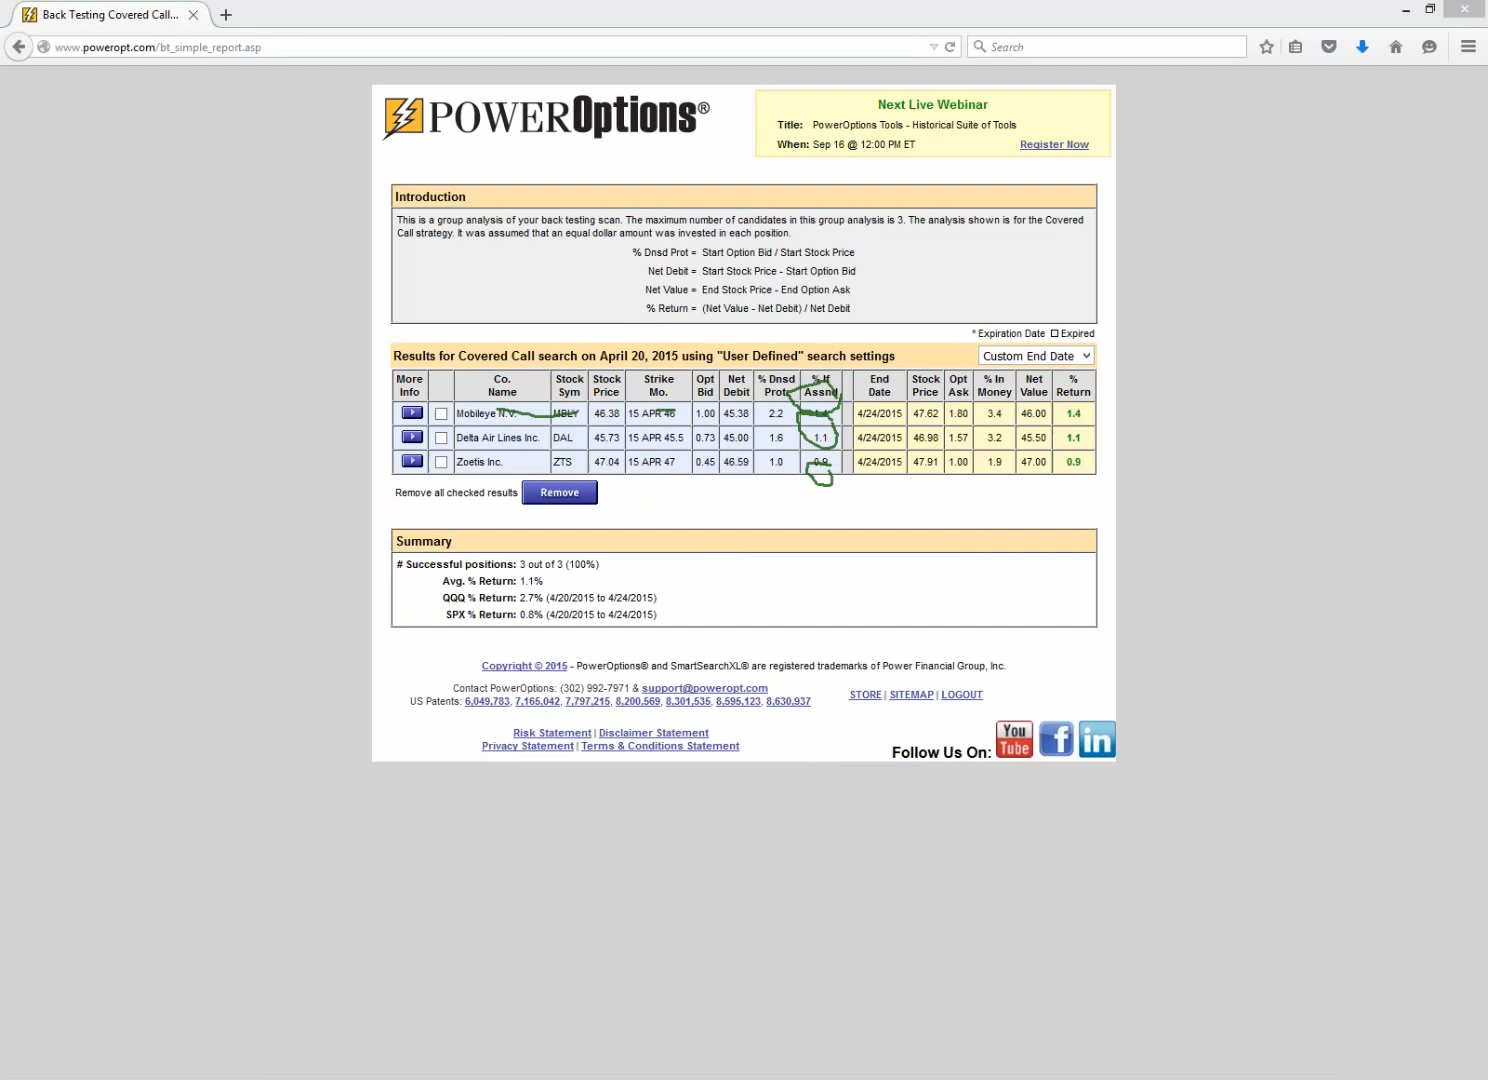 Back Testing Covered Call...
www.poweropt.com/bt_simple_report.asp
Search
POWEROptions®
Next Live Webinar
Title: PowerOptions Tools - Historical Suite of Tools
When: Sep 16 @ 12:00 PM ET Register Now
Introduction
This is a group analysis of your back testing scan. The maximum number of candidates in this group analysis is 3. The analysis shown is for the Covered
Call strategy. It was assumed that an equal dollar amount was invested in each position.
% Dnsd Prot = Start Option Bid / Start Stock Price
Net Debit = Start Stock Price - Start Option Bid
Net Value = End Stock Price - End Option Ask
% Return = (Net Value - Net Debit) / Net Debit
* Expiration Date Expired
Results for Covered Call search on April 20, 2015 using "User Defined" search settings Custom End Date
More Info Co. Name Stock Sym Stock Price Strike Mo. Opt Bid Net Debit % Dnsd Prot % If Assnd End Date Stock Price Opt Ask % In Money Net Value % Return
Mobileye N.V. MBLY 46.38 15 APR 46 1.00 45.38 2.2 1.4 4/24/2015 47.62 1.80 3.4 46.00 1.4
Delta Air Lines Inc. DAL 45.73 15 APR 45.5 0.73 45.00 1.6 1.1 4/24/2015 46.98 1.57 3.2 45.50 1.1
Zoetis Inc. ZTS 47.04 15 APR 47 0.45 46.59 1.0 0.9 4/24/2015 47.91 1.00 1.9 47.00 0.9
Remove all checked results Remove
Summary
# Successful positions: 3 out of 3 (100%)
Avg. % Return: 1.1%
QQQ % Return: 2.7% (4/20/2015 to 4/24/2015)
SPX % Return: 0.8% (4/20/2015 to 4/24/2015)
Copyright © 2015 - PowerOptions® and SmartSearchXL® are registered trademarks of Power Financial Group, Inc.
Contact PowerOptions: (302) 992-7971 & support@poweropt.com
US Patents: 6,049,783, 7,165,042, 7,797,215, 8,200,569, 8,301,535, 8,595,123, 8,630,937
STORE | SITEMAP | LOGOUT
Risk Statement | Disclaimer Statement
Privacy Statement | Terms & Conditions Statement
Follow Us On: You Tube f in